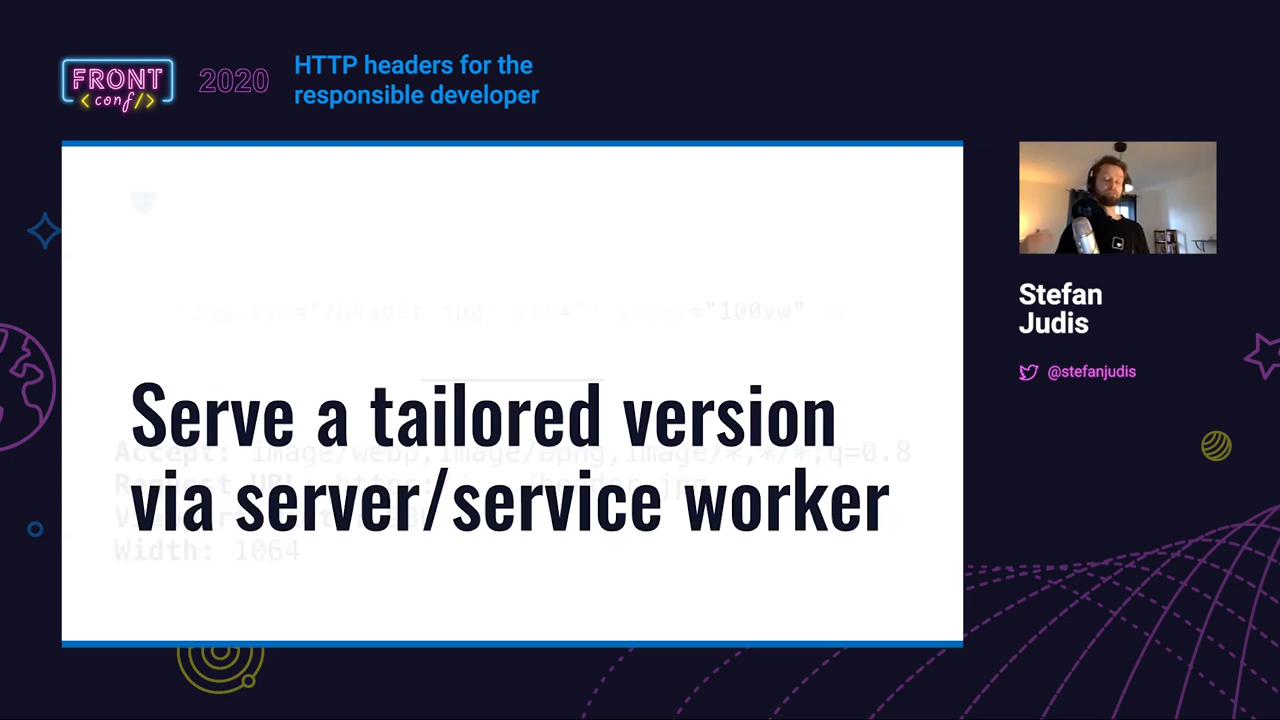 FRONT
<conf/>
2020
HTTP headers for the
responsible developer
="100vw"
Serve a tailored version
Accept: image/webp,image/apng,image/*,*/*;q=0.8
via server/service worker
Width: 1064
Stefan
Judis
@stefanjudis